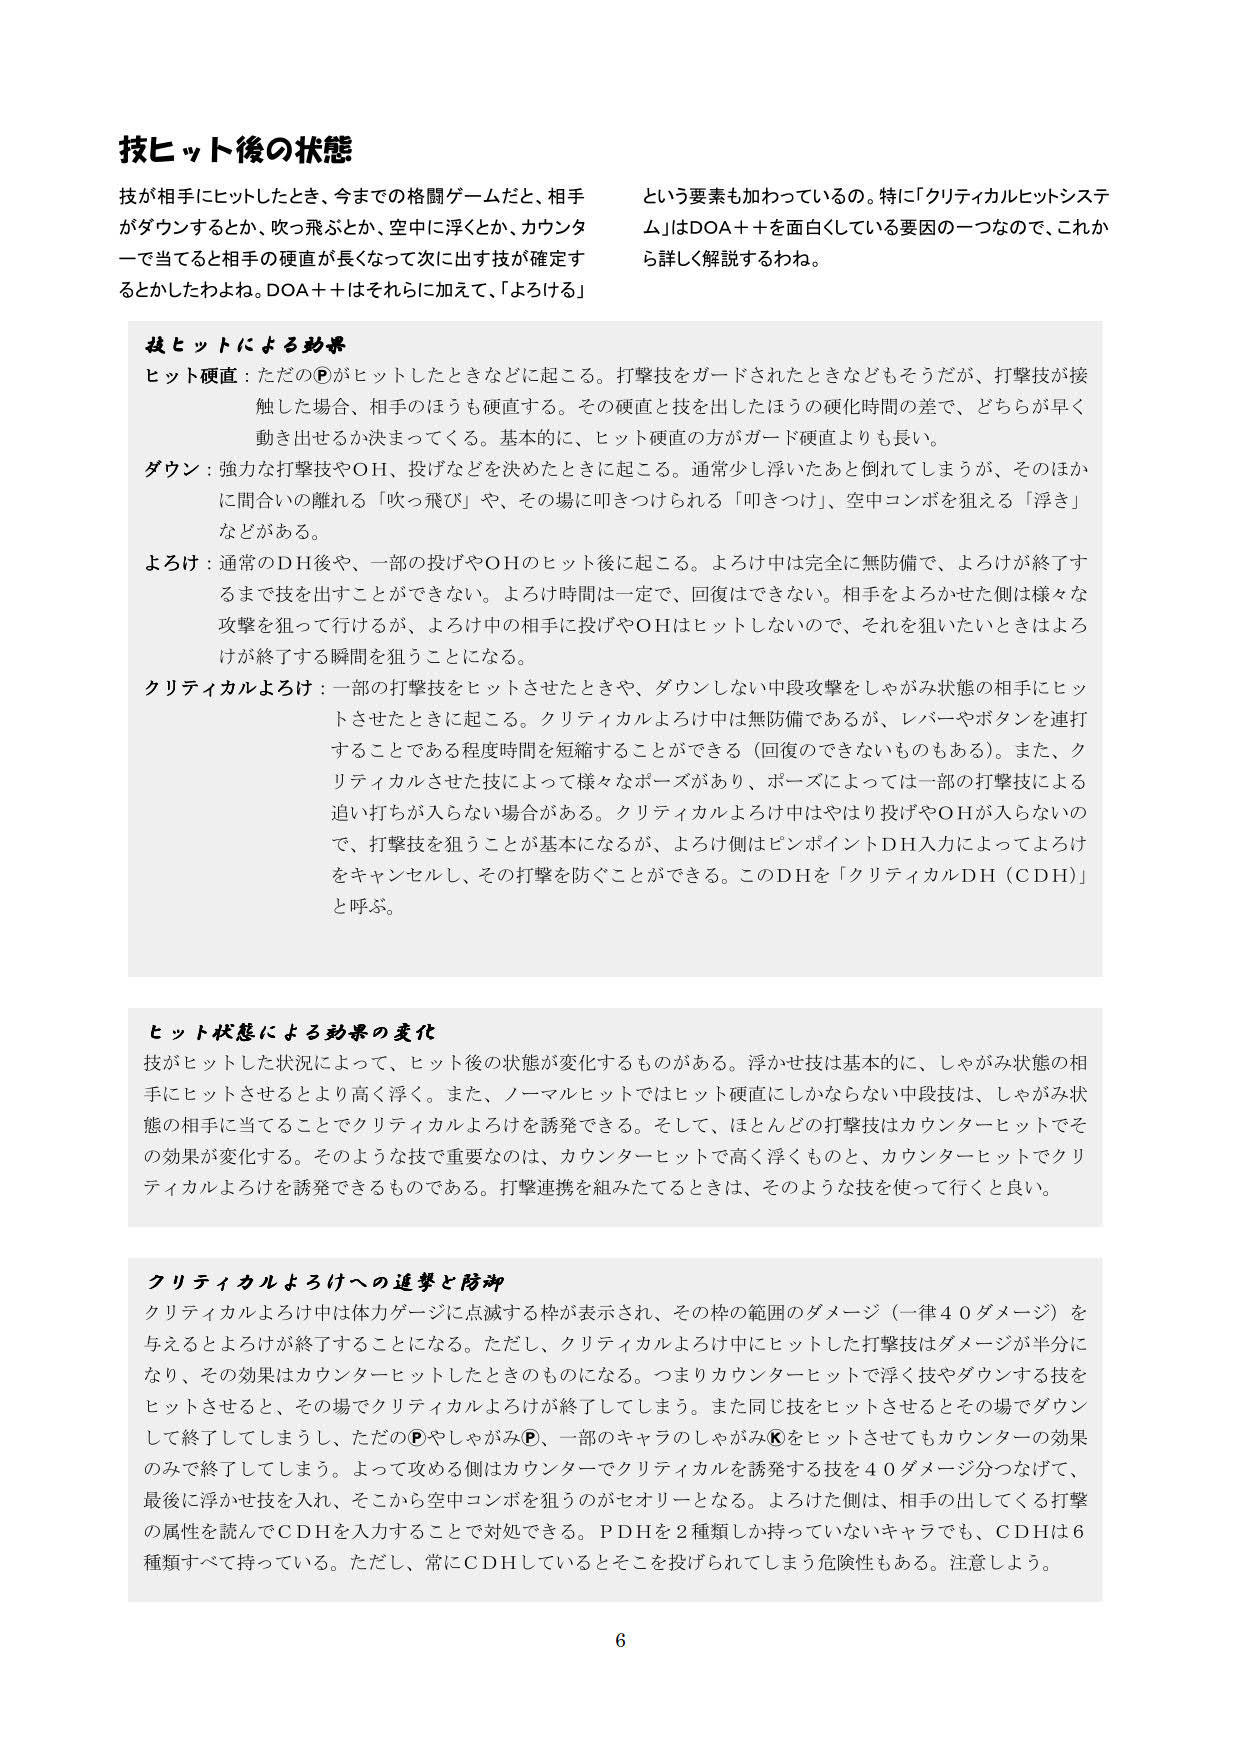 技ヒット後の状態
技が相手にヒットしたとき、今までの格闘ゲームだと、相手
がダウンするとか、吹っ飛ぶとか、空中に浮くとか、カウンタ
ーで当てると相手の硬直が長くなって次に出す技が確定す
るとかしたわよね。DOA＋＋はそれらに加えて、「よろける」
という要素も加わっているの。特に「クリティカルヒットシステ
ム」はDOA＋＋を面白くしている要因の一つなので、これか
ら詳しく解説するわね。
技ヒットによる効果
ヒット硬直：ただのⓅがヒットしたときなどに起こる。打撃技をガードされたときなどもそうだが、打撃技が接
触した場合、相手のほうも硬直する。その硬直と技を出したほうの硬化時間の差で、どちらが早く
動き出せるか決まってくる。基本的に、ヒット硬直の方がガード硬直よりも長い。
ダウン：強力な打撃技やＯＨ、投げなどを決めたときに起こる。通常少し浮いたあと倒れてしまうが、そのほか
に間合いの離れる「吹っ飛び」や、その場に叩きつけられる「叩きつけ」、空中コンボを狙える「浮き」
などがある。
よろけ：通常のＤＨ後や、一部の投げやＯＨのヒット後に起こる。よろけ中は完全に無防備で、よろけが終了す
るまで技を出すことができない。よろけ時間は一定で、回復はできない。相手をよろかせた側は様々な
攻撃を狙って行けるが、よろけ中の相手に投げやＯＨはヒットしないので、それを狙いたいときはよろ
けが終了する瞬間を狙うことになる。
クリティカルよろけ：一部の打撃技をヒットさせたときや、ダウンしない中段攻撃をしゃがみ状態の相手にヒッ
トさせたときに起こる。クリティカルよろけ中は無防備であるが、レバーやボタンを連打
することである程度時間を短縮することができる（回復のできないものもある）。また、ク
リティカルさせた技によって様々なポーズがあり、ポーズによっては一部の打撃技による
追い打ちが入らない場合がある。クリティカルよろけ中はやはり投げやＯＨが入らないの
で、打撃技を狙うことが基本になるが、よろけ側はピンポイントＤＨ入力によってよろけ
をキャンセルし、その打撃を防ぐことができる。このＤＨを「クリティカルＤＨ（ＣＤＨ）」
と呼ぶ。
ヒット状態による効果の変化
技がヒットした状況によって、ヒット後の状態が変化するものがある。浮かせ技は基本的に、しゃがみ状態の相
手にヒットさせるとより高く浮く。また、ノーマルヒットではヒット硬直にしかならない中段技は、しゃがみ状
態の相手に当てることでクリティカルよろけを誘発できる。そして、ほとんどの打撃技はカウンターヒットでそ
の効果が変化する。そのような技で重要なのは、カウンターヒットで高く浮くものと、カウンターヒットでクリ
ティカルよろけを誘発できるものである。打撃連携を組みたてるときは、そのような技を使って行くと良い。
クリティカルよろけへの追撃と防御
クリティカルよろけ中は体力ゲージに点滅する枠が表示され、その枠の範囲のダメージ（一律４０ダメージ）を
与えるとよろけが終了することになる。ただし、クリティカルよろけ中にヒットした打撃技はダメージが半分に
なり、その効果はカウンターヒットしたときのものになる。つまりカウンターヒットで浮く技やダウンする技を
ヒットさせると、その場でクリティカルよろけが終了してしまう。また同じ技をヒットさせるとその場でダウン
して終了してしまうし、ただのⓅやしゃがみⓅ、一部のキャラのしゃがみⓀをヒットさせてもカウンターの効果
のみで終了してしまう。よって攻める側はカウンターでクリティカルを誘発する技を４０ダメージ分つなげて、
最後に浮かせ技を入れ、そこから空中コンボを狙うのがセオリーとなる。よろけた側は、相手の出してくる打撃
の属性を読んでＣＤＨを入力することで対処できる。ＰＤＨを２種類しか持っていないキャラでも、ＣＤＨは６
種類すべて持っている。ただし、常にＣＤＨしているとそこを投げられてしまう危険性もある。注意しよう。
6